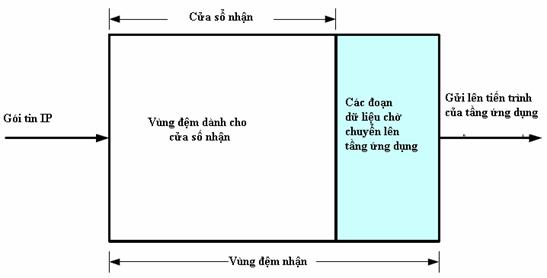 Cửa sổ nhận
Gói tin IP
Vùng đệm dành cho
cửa số nhận
Các đoạn
dữ liệu chờ
chuyển lên
tầng ứng dụng
Gửi lên tiến trình
của tầng ứng dụng
Vùng đệm nhận